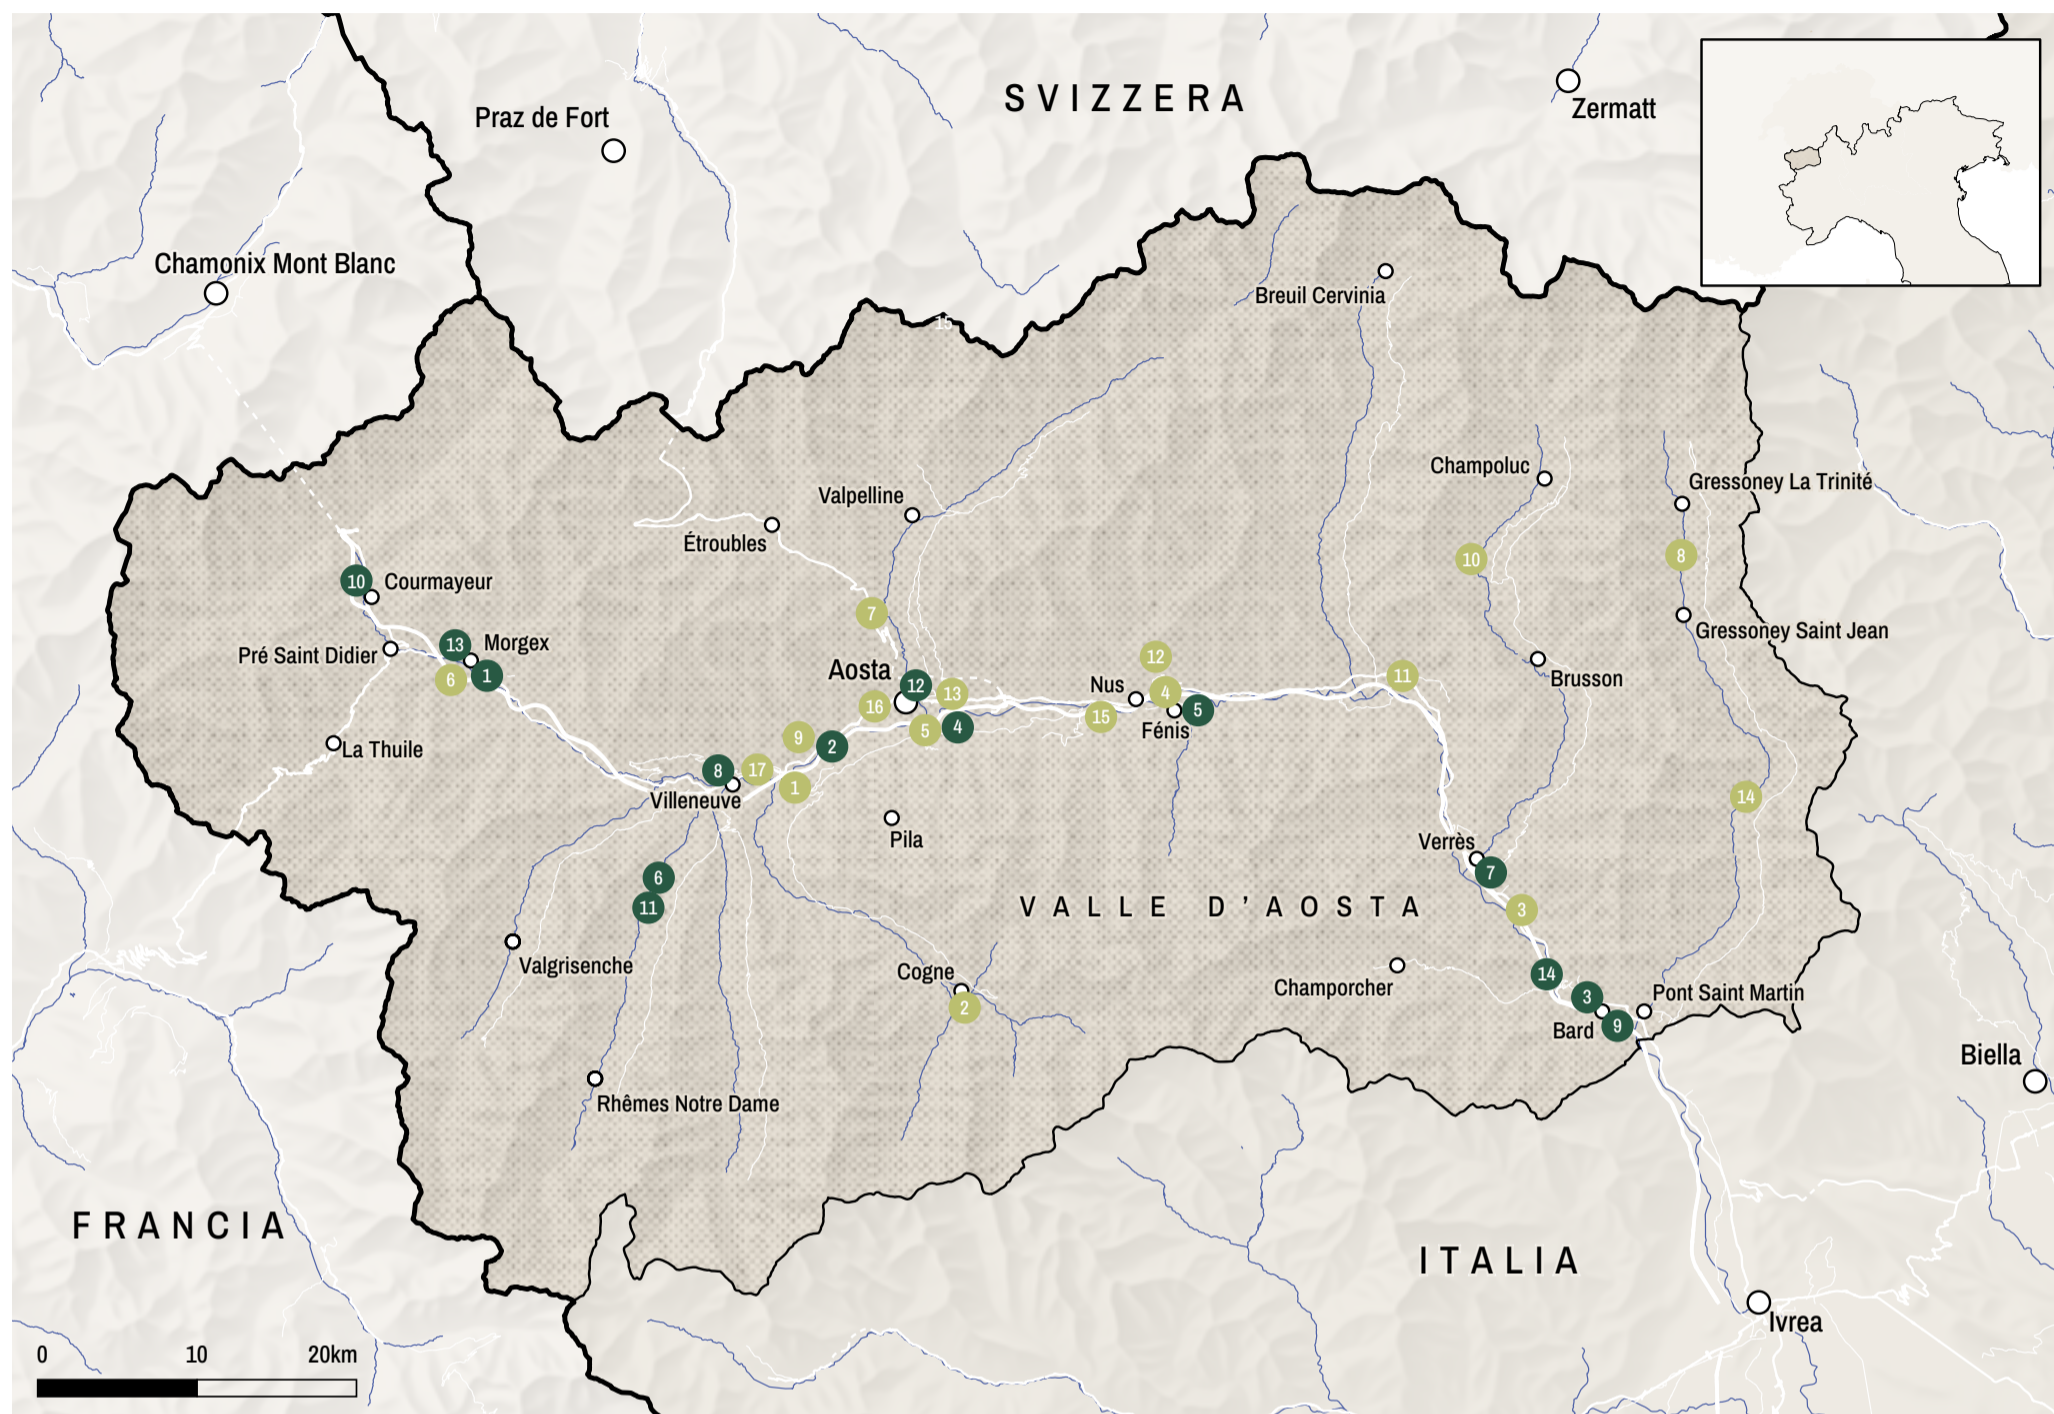 SVIZZERA
Zermatt
Praz de Fort
Chamonix Mont Blanc
Breuil Cervinia
15
Champoluc
Gressoney La Trinité
Valpelline
Étroubles
10
8
10
Courmayeur
7
Gressoney Saint Jean
13
Morgex
Pré Saint Didier
6
1
Aosta
12
13
16
12
Nus
4
11
Brusson
5
4
15
Fénis
5
9
2
La Thuile
8
17
1
Villeneuve
14
Pila
Verrès
7
6
11
VALLE D'AOSTA
3
Valgrisenche
Cogne
2
Champorcher
14
3
Pont Saint Martin
Bard
9
Biella
Rhêmes Notre Dame
FRANCIA
ITALIA
Ivrea
0 10 20km